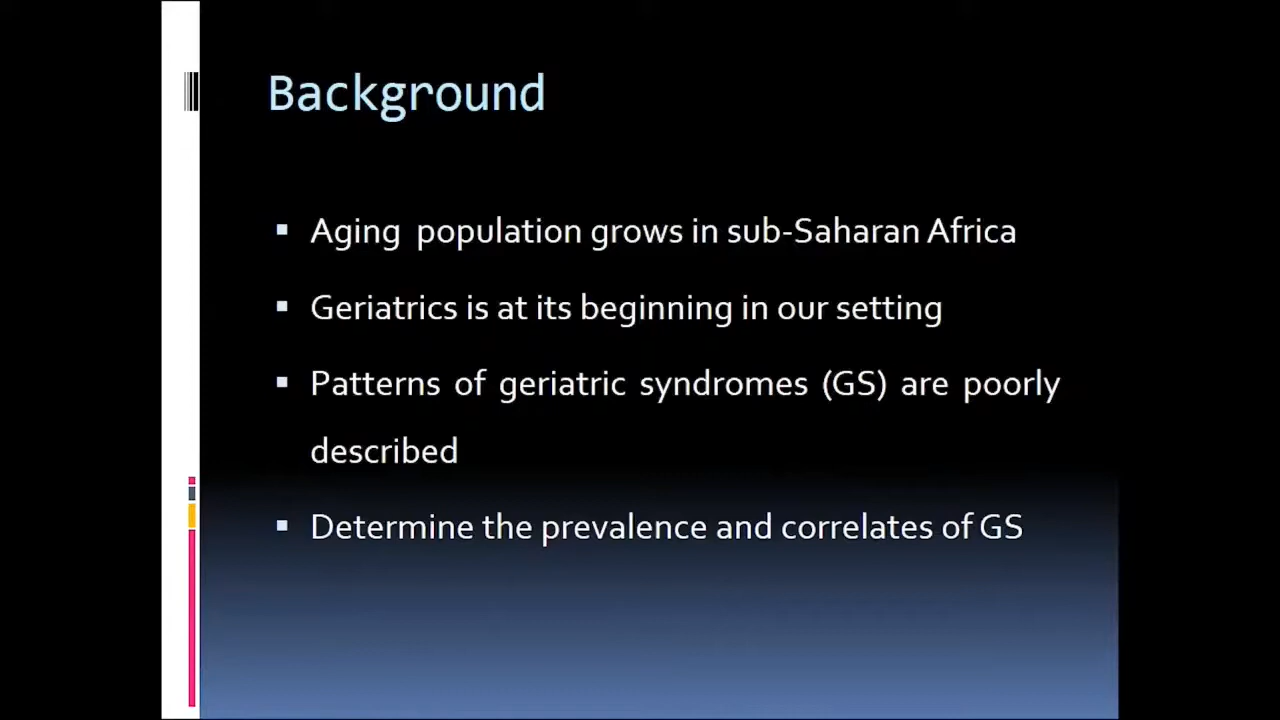 Background
▪ Aging population grows in sub-Saharan Africa
▪ Geriatrics is at its beginning in our setting
▪ Patterns of geriatric syndromes (GS) are poorly
described
▪ Determine the prevalence and correlates of GS